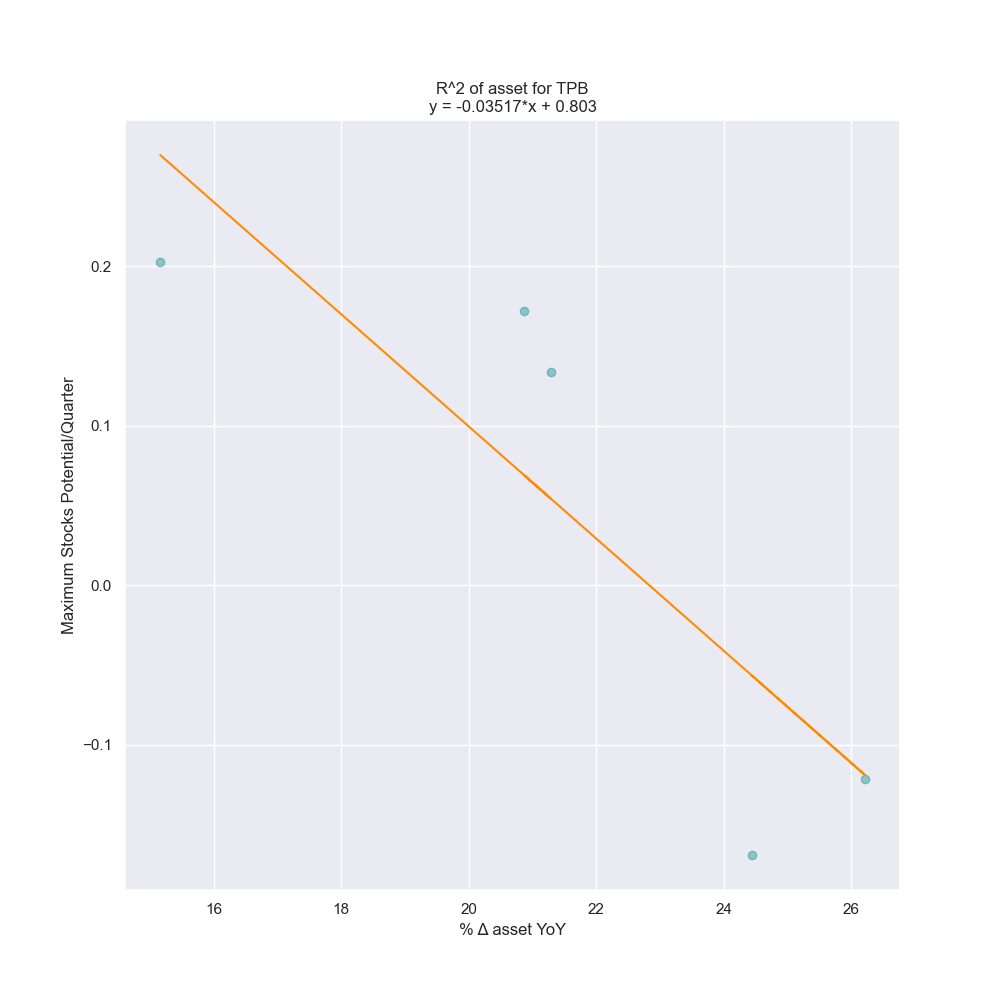 R^2 of asset for TPB
y = -0.03517*x + 0.803
Maximum Stocks Potential/Quarter
0.2
0.1
0.0
−0.1
16 18 20 22 24 26
% Δ asset YoY